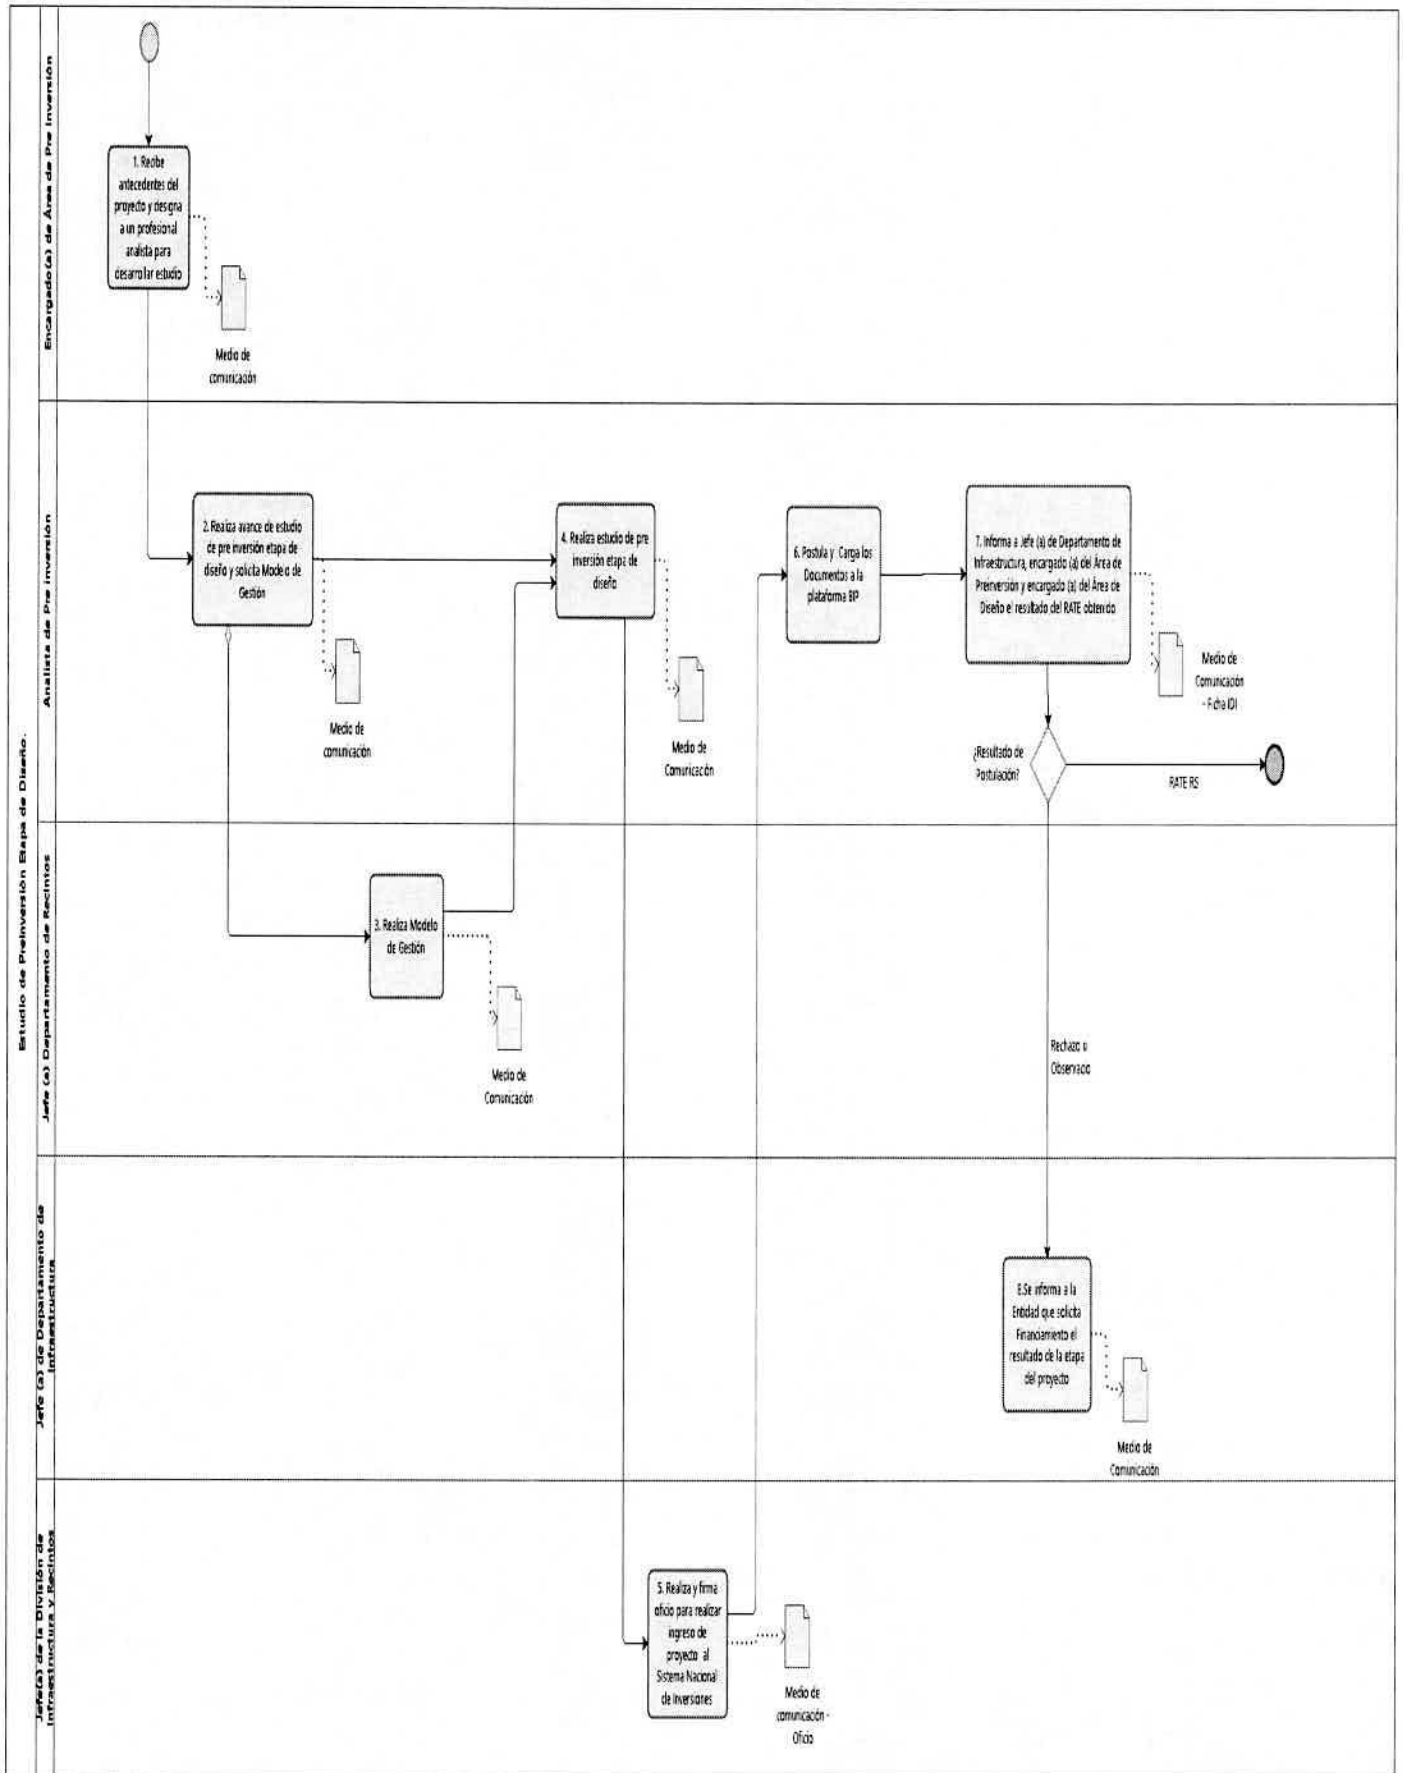 Estudio de Preinversión Etapa de Diseño.
Encargado(a) de Área de Pre Inversión
1. Recibe
antecedentes del
proyecto y designa
a un profesional
analista para
desarrollar estudio
Medio de
comunicación
Analista de Pre inversión
2. Realiza avance de estudio
de pre inversión etapa de
diseño y solicita Modelo de
Gestión
Medio de
comunicación
4. Realiza estudio de pre
inversión etapa de
diseño
Medio de
Comunicación
6. Postula y Carga los
Documentos a la
plataforma BIP
7. Informa a Jefe (a) de Departamento de
Infraestructura, encargado (a) del Área de
Preinversión y encargado (a) del Área de
Diseño el resultado del RATE obtenido
Medio de
Comunicación
- Ficha IDI
¿Resultado de
Postulación?
RATE RS
Jefe (a) Departamento de Recintos
3. Realiza Modelo
de Gestión
Medio de
Comunicación
Rechazo u
Observado
Jefe (a) de Departamento de
Infraestructura
8.Se informa a la
Entidad que solicita
Financiamiento el
resultado de la etapa
del proyecto
Medio de
Comunicación
Jefe(a) de la División de
Infraestructura y Recintos
5. Realiza y firma
oficio para realizar
ingreso de
proyecto al
Sistema Nacional
de Inversiones
Medio de
comunicación -
Oficio